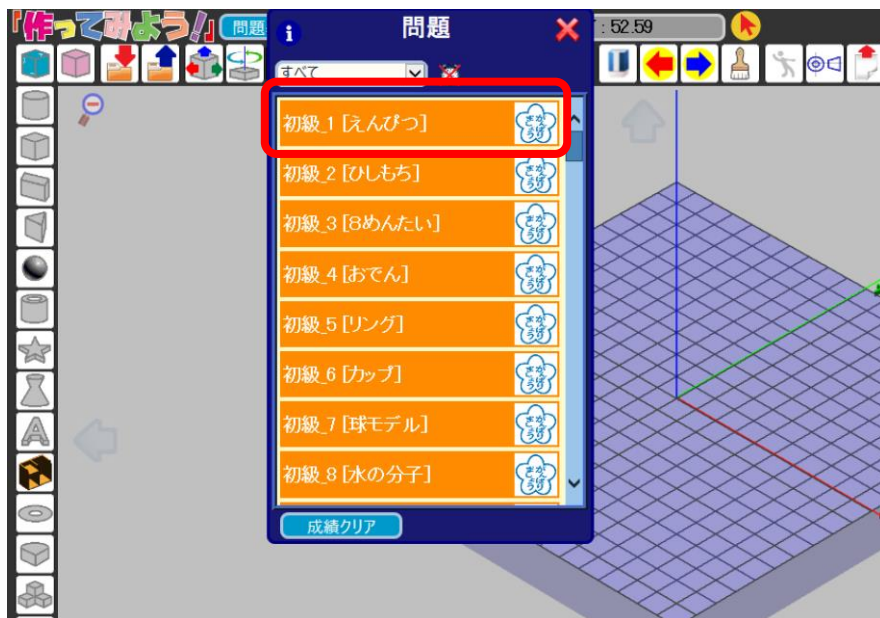 「作ってみよう!」
問題
問題
: 52.59
すべて
初級_1 [えんぴつ]
初級_2 [ひしもち]
初級_3 [8めんたい]
初級_4 [おでん]
初級_5 [リング]
初級_6 [カップ]
初級_7 [球モデル]
初級_8 [水の分子]
成績クリア